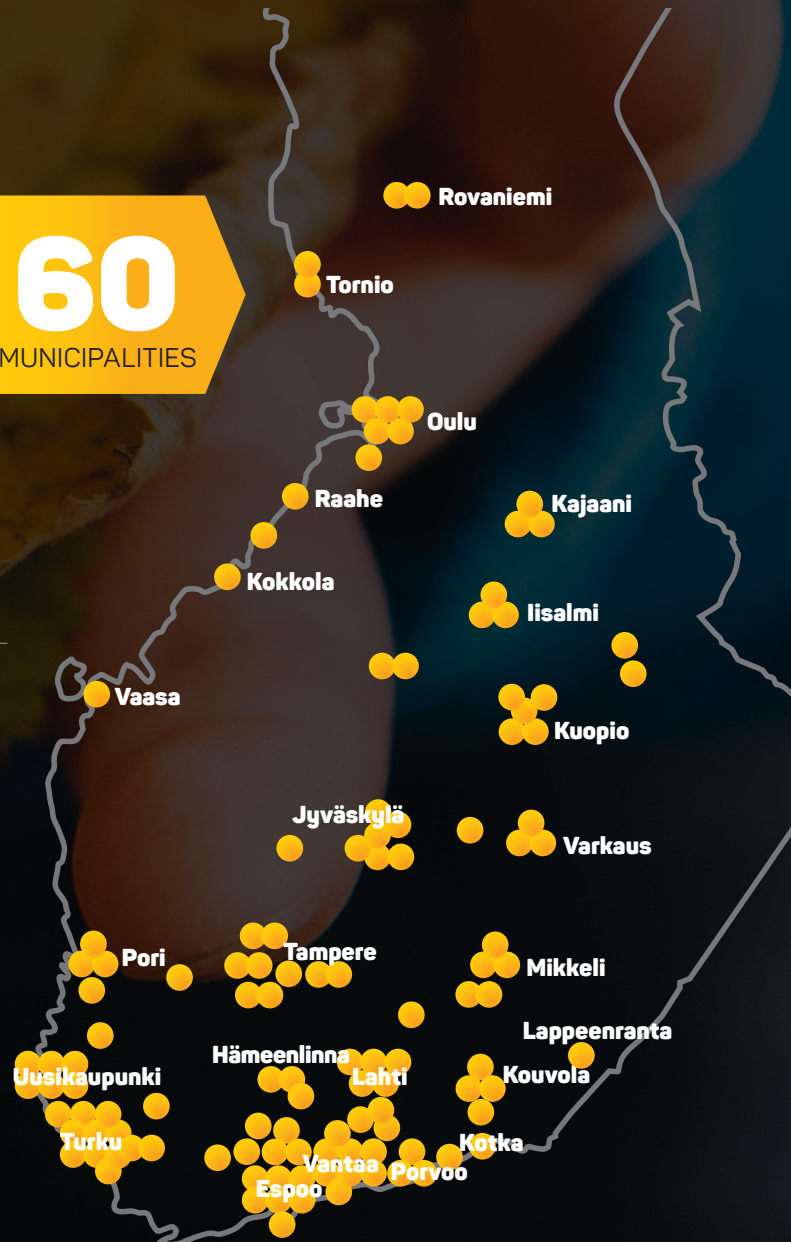 Rovaniemi
60
MUNICIPALITIES
Tornio
Oulu
Raahe
Kajaani
Kokkola
Iisalmi
Vaasa
Kuopio
Jyväskylä
Varkaus
Pori
Tampere
Mikkeli
Lappeenranta
Hämeenlinna
Uusikaupunki
Lahti
Kouvola
Turku
Kotka
Vantaa
Porvoo
Espoo